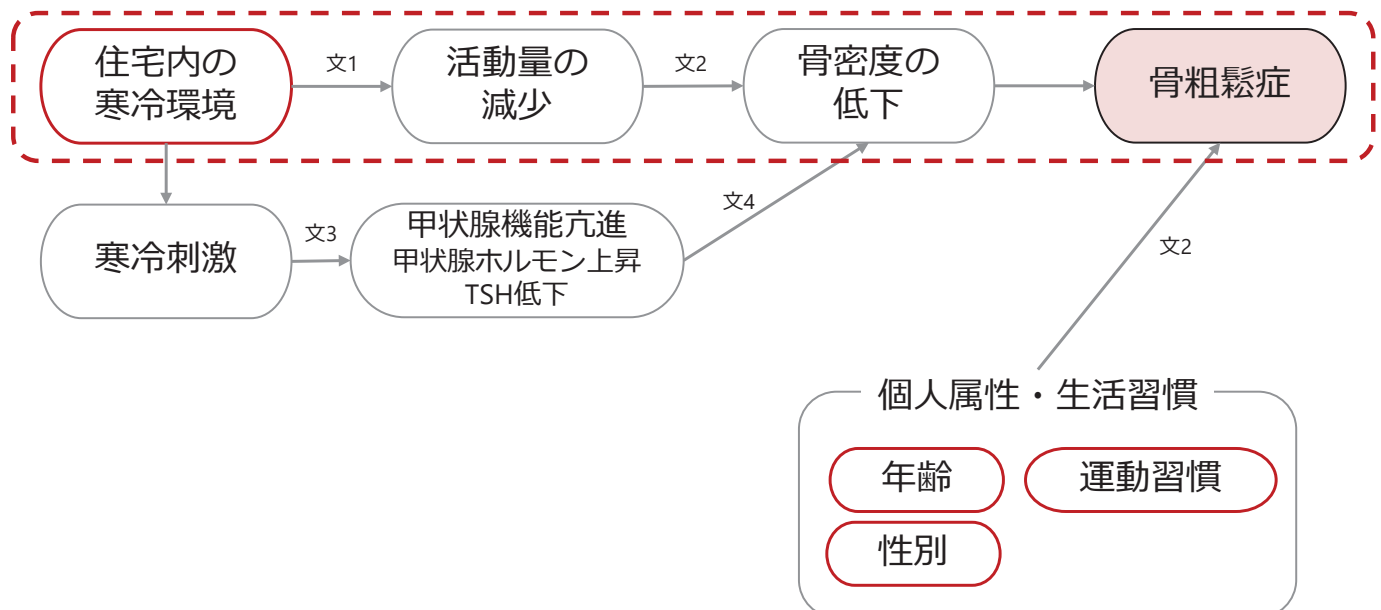 住宅内の
寒冷環境
文1
活動量の
減少
文2
骨密度の
低下
骨粗鬆症
寒冷刺激
文3
甲状腺機能亢進
甲状腺ホルモン上昇
TSH低下
文4
文2
個人属性・生活習慣
年齢
運動習慣
性別